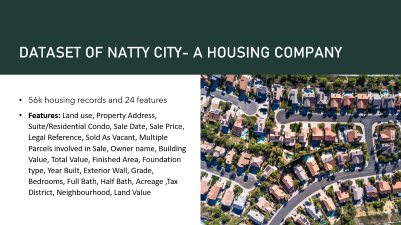 DATASET OF NATTY CITY- A HOUSING COMPANY
• 56k housing records and 24 features
• Features: Land use, Property Address,
Suite/Residential Condo, Sale Date, Sale Price,
Legal Reference, Sold As Vacant, Multiple
Parcels involved in Sale, Owner name, Building
Value, Total Value, Finished Area, Foundation
type, Year Built, Exterior Wall, Grade,
Bedrooms, Full Bath, Half Bath, Acreage ,Tax
District, Neighbourhood, Land Value